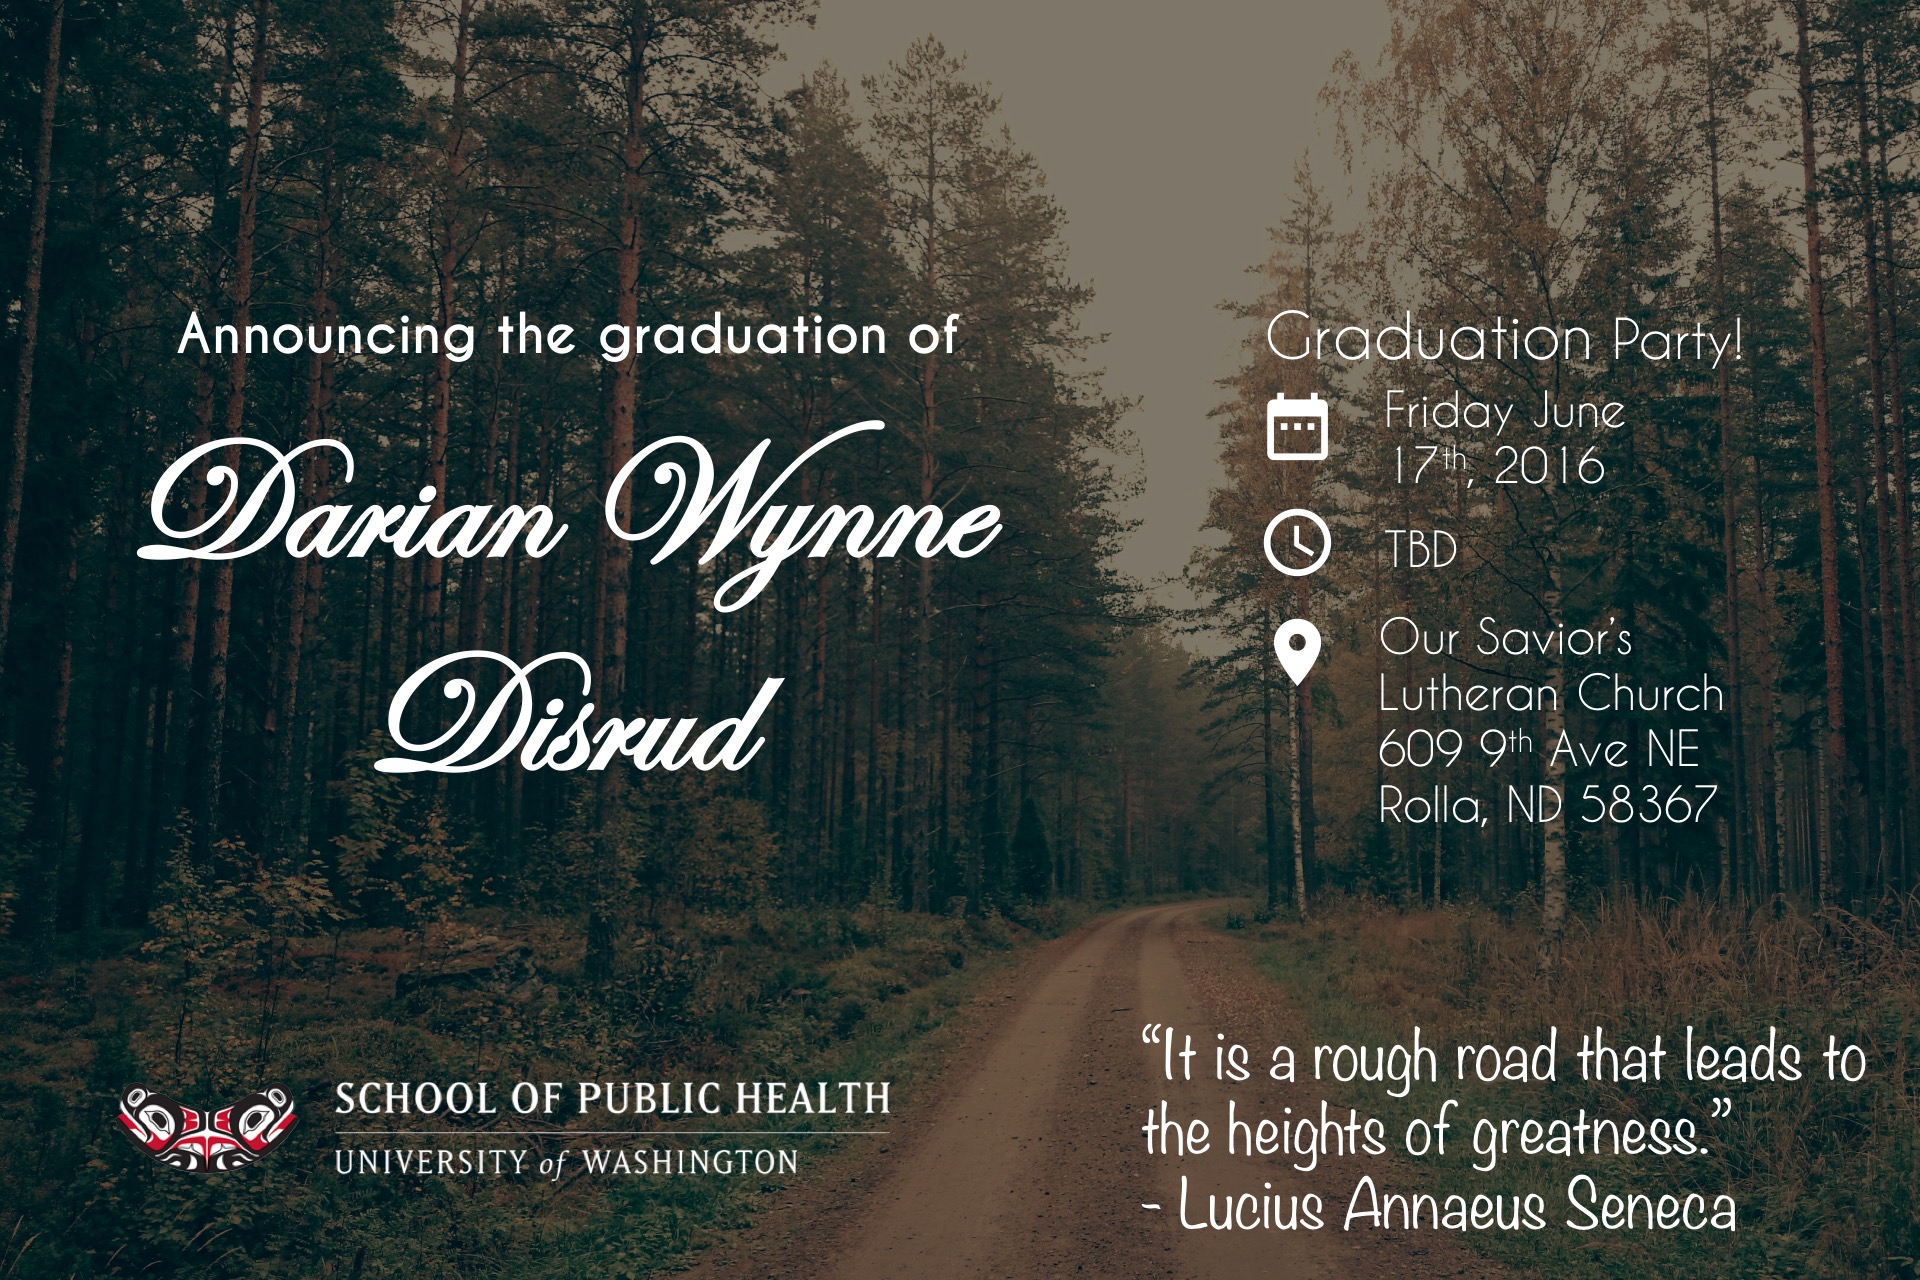 Announcing the graduation of
Darian Wynne
Disrud
Graduation Party!
Friday June
17th, 2016
TBD
Our Savior’s
Lutheran Church
609 9th Ave NE
Rolla, ND 58367
SCHOOL OF PUBLIC HEALTH
UNIVERSITY of WASHINGTON
“It is a rough road that leads to
the heights of greatness.”
- Lucius Annaeus Seneca